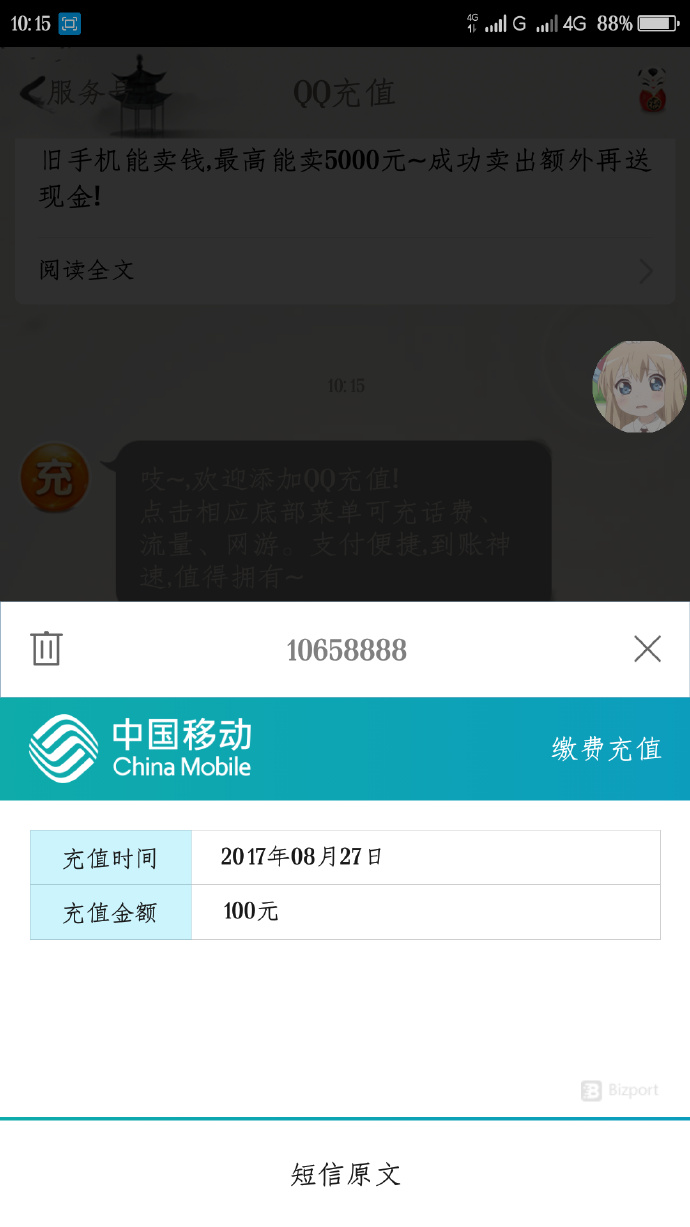 10:15 4G G 4G 88%
服务号 QQ充值
旧手机能卖钱,最高能卖5000元~成功卖出额外再送
现金!
阅读全文
10:15
充
吱~,欢迎添加QQ充值!
点击相应底部菜单可充话费、
流量、网游。支付便捷,到账神
速,值得拥有~
10658888
中国移动
China Mobile
缴费充值
充值时间 2017年08月27日
充值金额 100元
B Bizport
短信原文